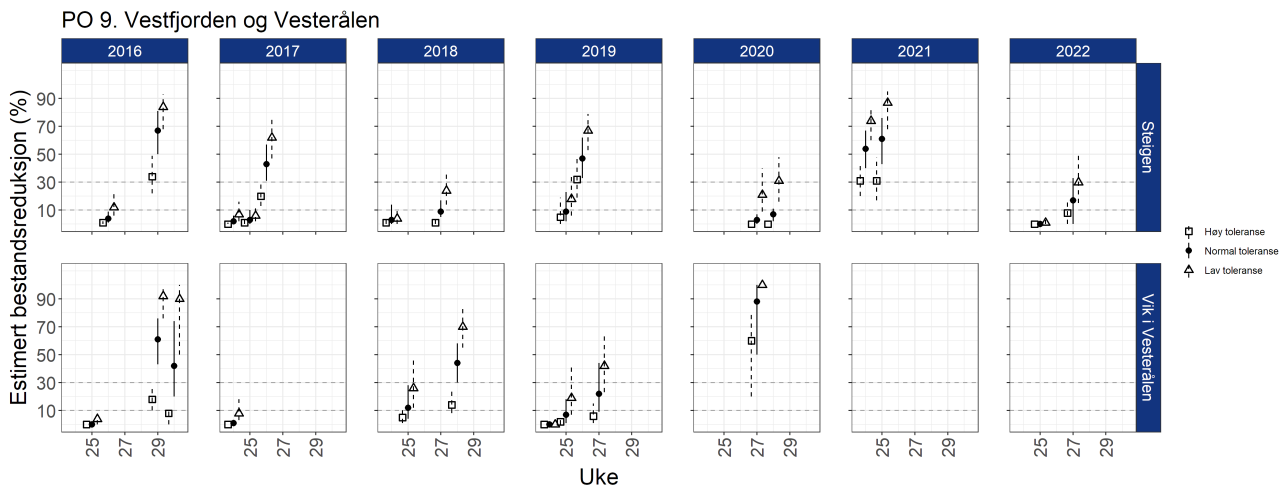 PO 9. Vestfjorden og Vesterålen
2016 2017 2018 2019 2020 2021 2022
Estimert bestandsreduksjon (%)
90
70
50
30
10
Steigen
90
70
50
30
10
Vik i Vesterålen
25 27 29 25 27 29 25 27 29 25 27 29 25 27 29 25 27 29 25 27 29
Uke
Høy toleranse
Normal toleranse
Lav toleranse